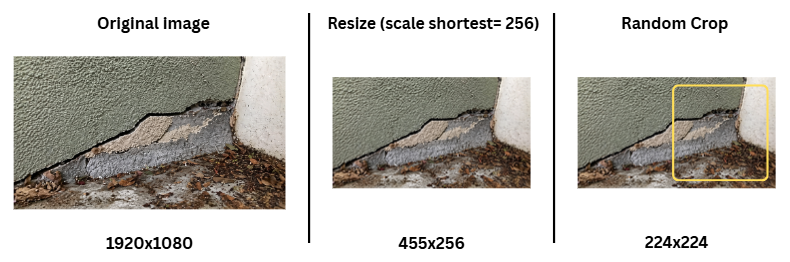 Original image
Resize (scale shortest= 256)
Random Crop
1920x1080
455x256
224x224